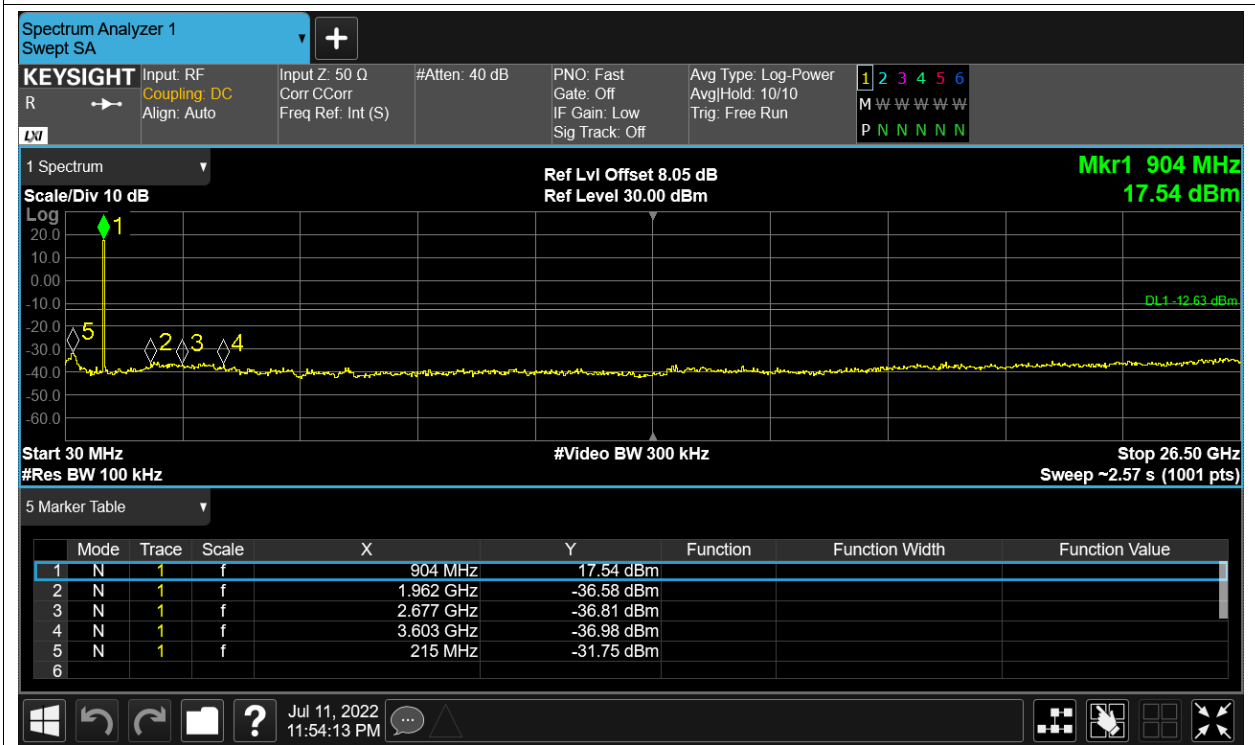 Spectrum Analyzer 1
Swept SA
+
KEYSIGHT Input: RF Input Z: 50 Ω #Atten: 40 dB PNO: Fast Avg Type: Log-Power 1 2 3 4 5 6
R Coupling: DC Corr CCorr Gate: Off Avg|Hold: 10/10 M W W W W W W
Align: Auto Freq Ref: Int (S) IF Gain: Low Trig: Free Run
LXI Sig Track: Off P N N N N N N
1 Spectrum Ref Lvl Offset 8.05 dB Mkr1 904 MHz
Scale/Div 10 dB Ref Level 30.00 dBm 17.54 dBm
Log
1
20.0
10.0
0.00
-10.0 DL1 -12.63 dBm
-20.0
5 2 3 4
-30.0
-40.0
-50.0
-60.0
Start 30 MHz #Video BW 300 kHz Stop 26.50 GHz
#Res BW 100 kHz Sweep ~2.57 s (1001 pts)
5 Marker Table
Mode Trace Scale X Y Function Function Width Function Value
1 N 1 f 904 MHz 17.54 dBm
2 N 1 f 1.962 GHz -36.58 dBm
3 N 1 f 2.677 GHz -36.81 dBm
4 N 1 f 3.603 GHz -36.98 dBm
5 N 1 f 215 MHz -31.75 dBm
6
? Jul 11, 2022
11:54:13 PM